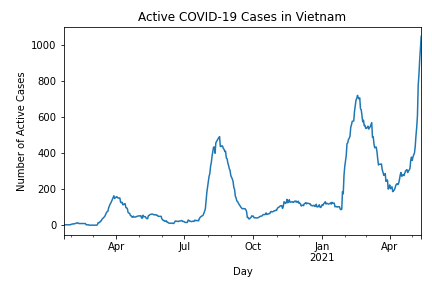 Active COVID-19 Cases in Vietnam
1000
800
600
400
200
0
Number of Active Cases
Apr
Jul
Oct
Jan
2021
Apr
Day